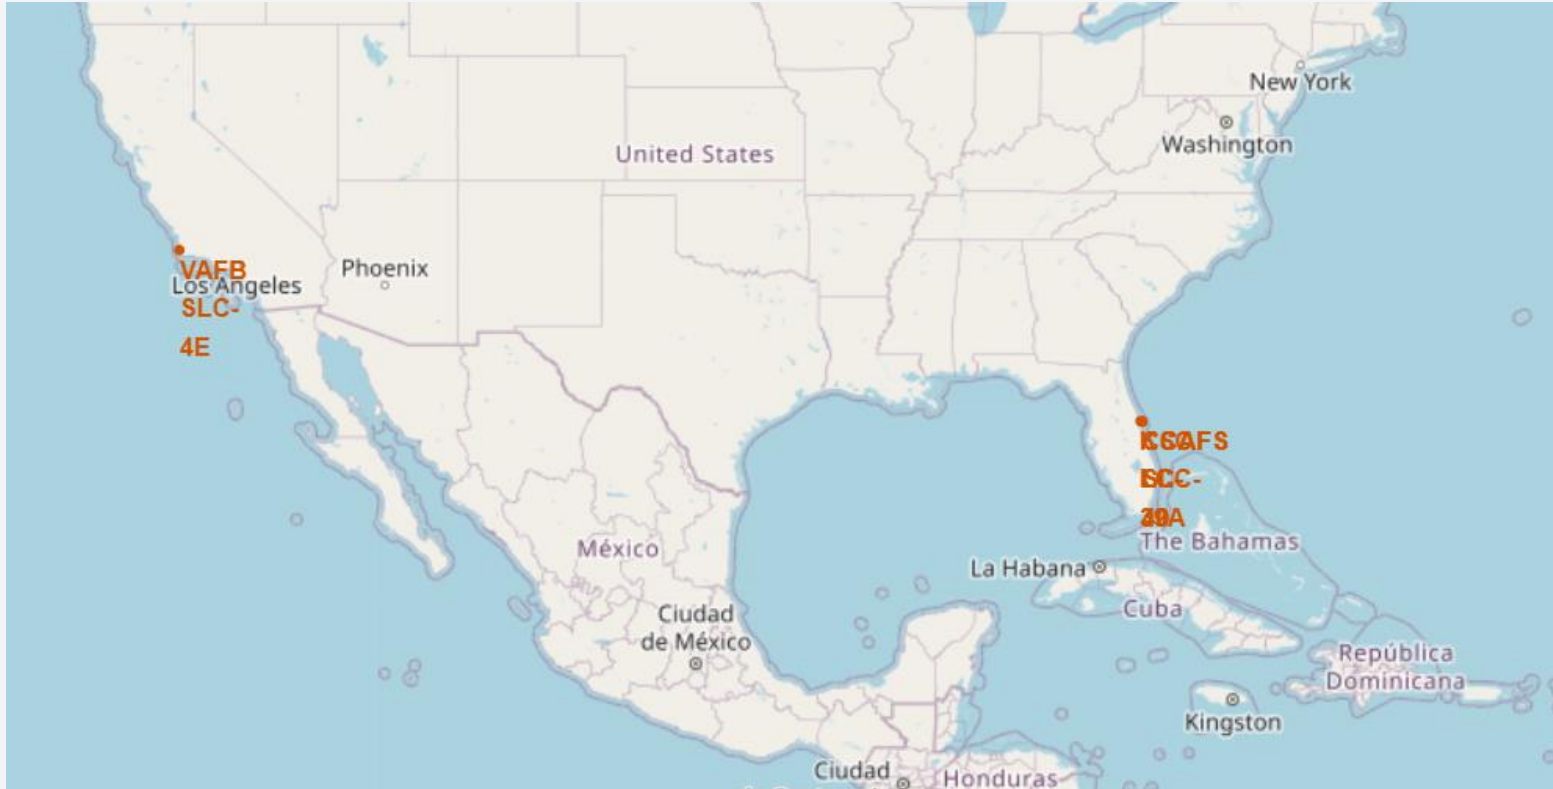 New York
Washington
United States
Phoenix
VAFB
Los Angeles
SLC-
4E
México
The Bahamas
La Habana
Cuba
Ciudad
de México
República
Dominicana
Kingston
Ciudad
Honduras